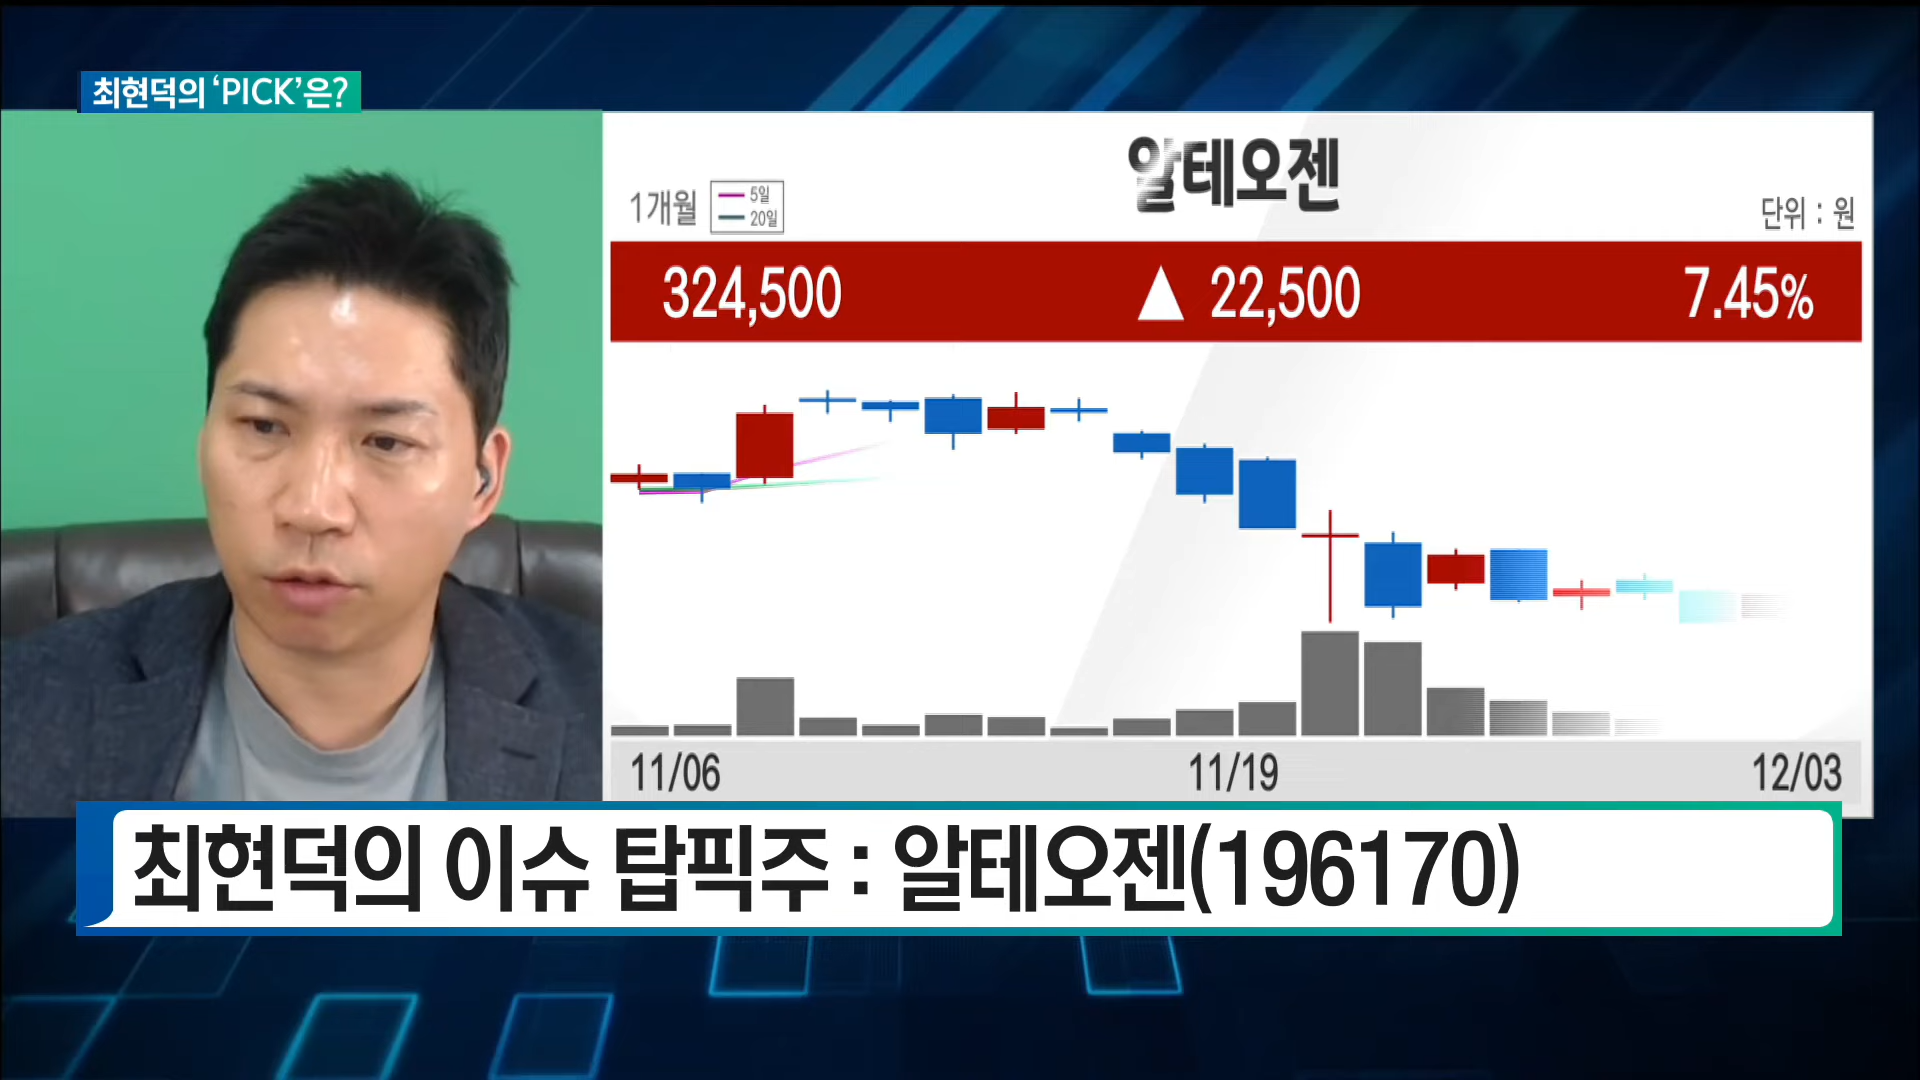 최현덕의 ‘PICK’은?
알테오젠
1개월
5일
20일
단위 : 원
324,500 ▲ 22,500 7.45%
11/06 11/19 12/03
최현덕의 이슈 탑픽주 : 알테오젠(196170)